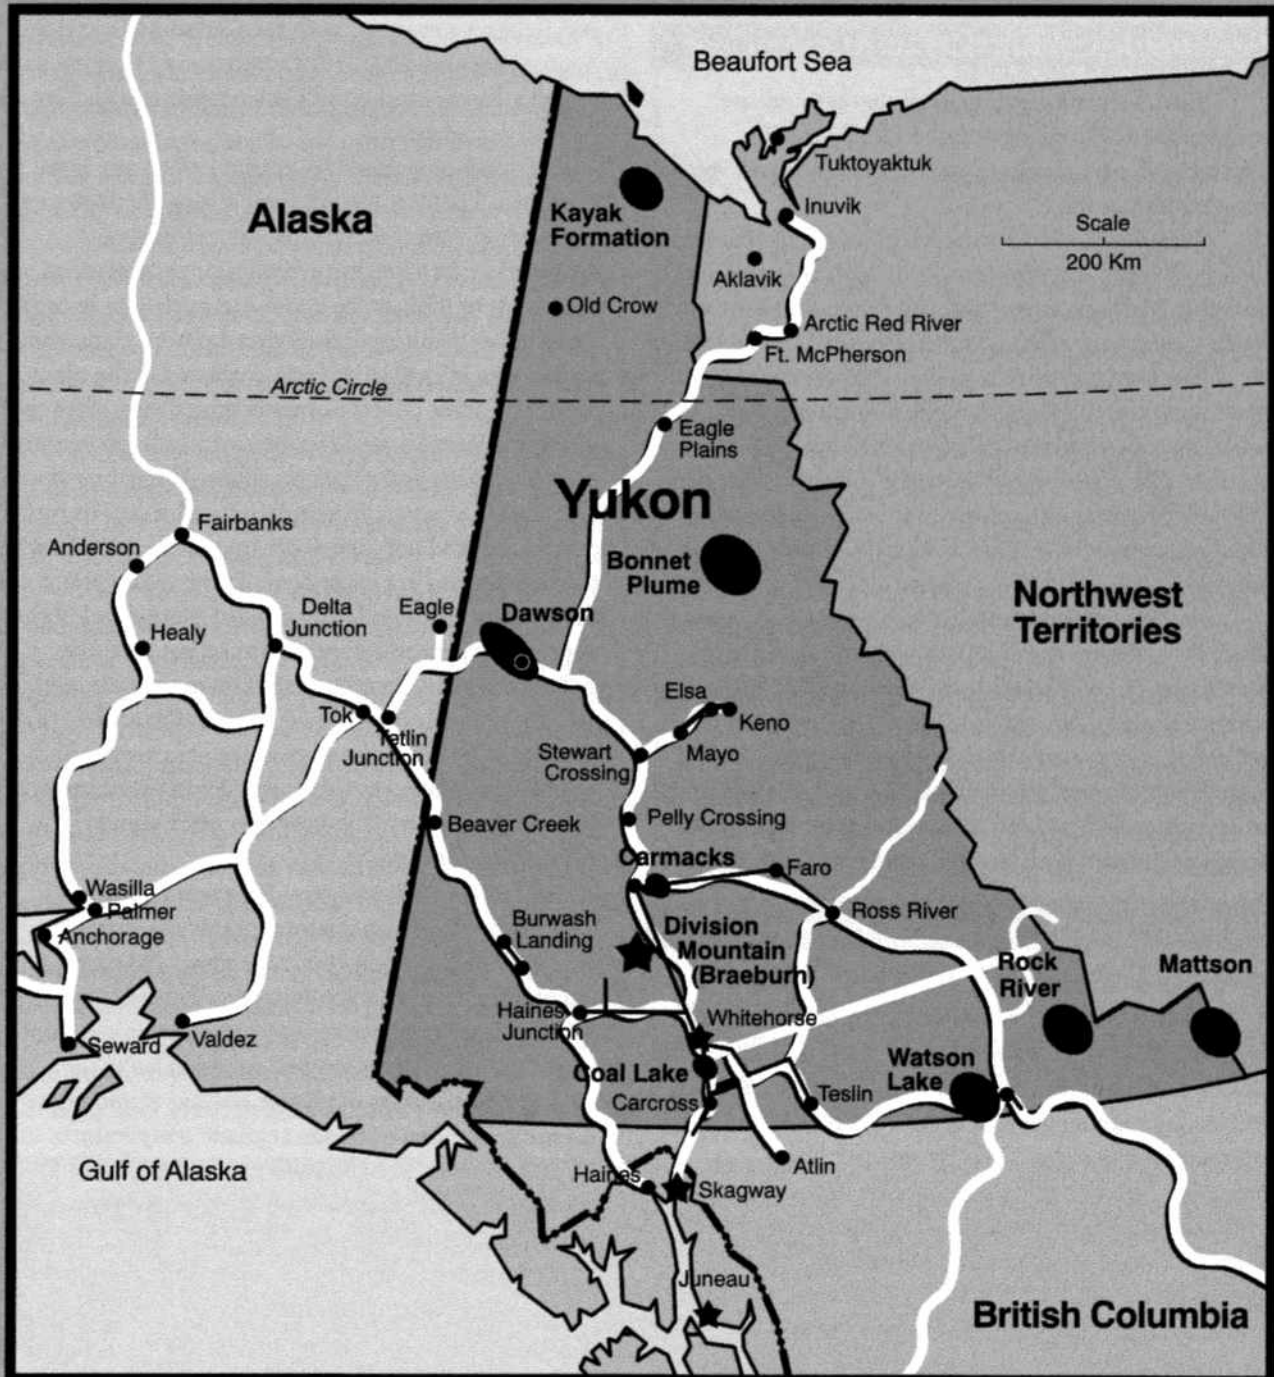 Beaufort Sea
Tuktoyaktuk
Inuvik
Alaska
Kayak
Formation
Scale
200 Km
Aklavik
Old Crow
Arctic Red River
Ft. McPherson
Arctic Circle
Eagle
Plains
Yukon
Fairbanks
Anderson
Bonnet
Plume
Northwest
Territories
Delta
Junction
Eagle
Dawson
Healy
Elsa
Keno
Tok
Tetlin
Junction
Stewart
Crossing
Mayo
Beaver Creek
Pelly Crossing
Carmacks
Faro
Wasilla
Palmer
Anchorage
Burwash
Landing
Division
Mountain
(Braeburn)
Ross River
Rock
River
Mattson
Haines
Junction
Whitehorse
Seward
Valdez
Coal Lake
Watson
Lake
Carcross
Teslin
Gulf of Alaska
Haines
Atlin
Skagway
Juneau
British Columbia